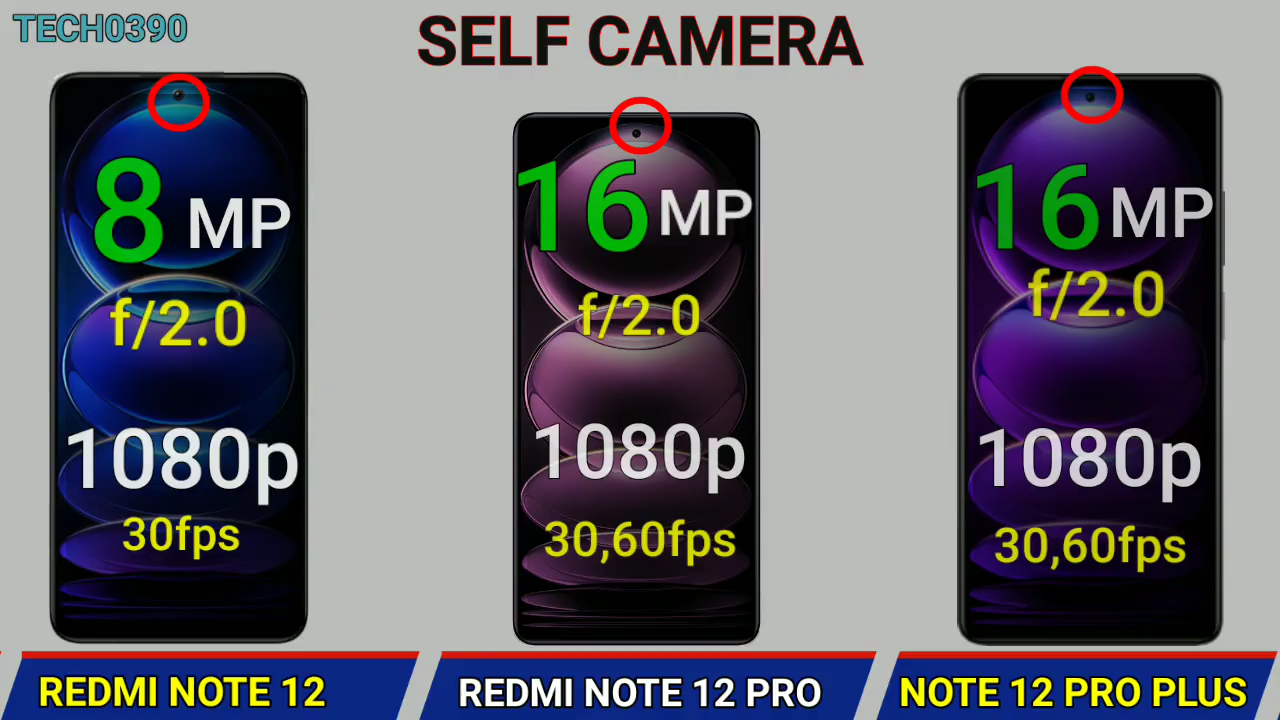 TECH0390
SELF CAMERA
8 MP
f/2.0
1080p
30fps
REDMI NOTE 12
16 MP
f/2.0
1080p
30,60fps
REDMI NOTE 12 PRO
16 MP
f/2.0
1080p
30,60fps
NOTE 12 PRO PLUS